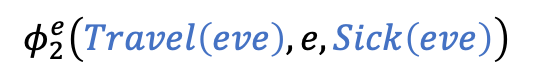 ϕ₂ᵉ(Travel(eve), e, Sick(eve))